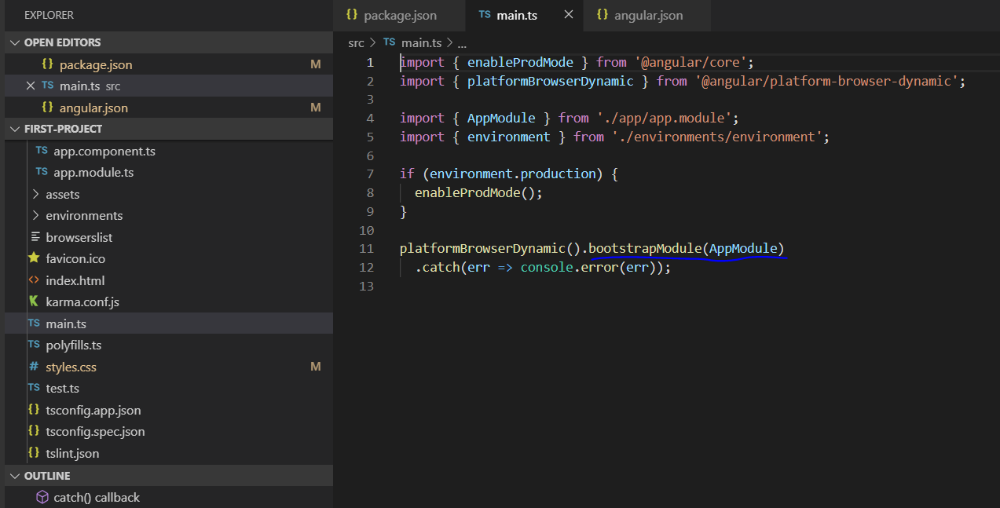 EXPLORER
OPEN EDITORS
{} package.json M
TS main.ts src
{} angular.json M
FIRST-PROJECT
TS app.component.ts
TS app.module.ts
assets
environments
browserslist
favicon.ico
<> index.html
K karma.conf.js
TS main.ts
TS polyfills.ts
# styles.css M
TS test.ts
{} tsconfig.app.json
{} tsconfig.spec.json
{} tslint.json
OUTLINE
catch() callback
{} package.json TS main.ts {} angular.json
src > TS main.ts > ...
1 import { enableProdMode } from '@angular/core';
2 import { platformBrowserDynamic } from '@angular/platform-browser-dynamic';
3
4 import { AppModule } from './app/app.module';
5 import { environment } from './environments/environment';
6
7 if (environment.production) {
8 enableProdMode();
9 }
10
11 platformBrowserDynamic().bootstrapModule(AppModule)
12 .catch(err => console.error(err));
13